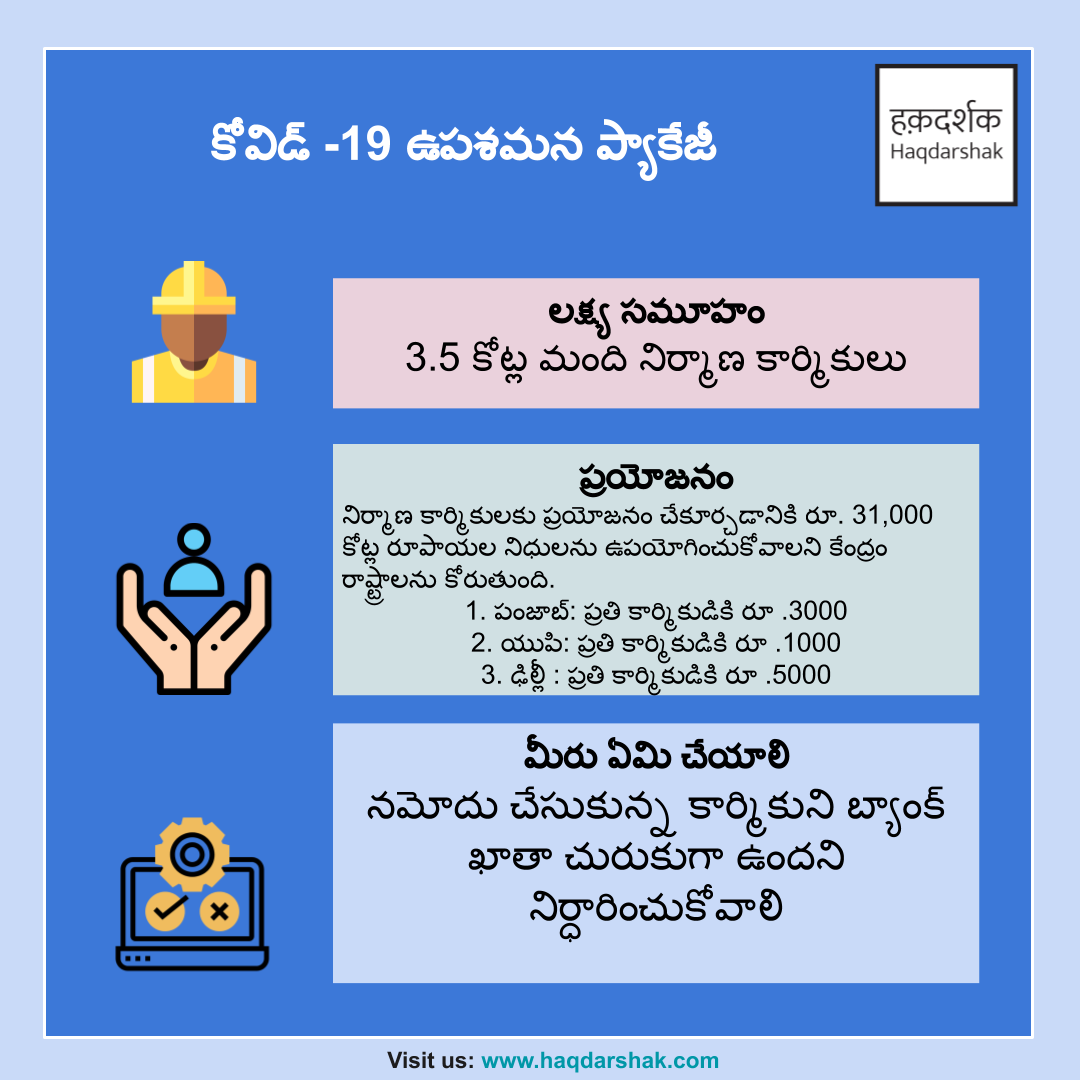 కోవిడ్ -19 ఉపశమన ప్యాకేజీ
हक़दर्शक
Haqdarshak
లక్ష్య సమూహం
3.5 కోట్ల మంది నిర్మాణ కార్మికులు
ప్రయోజనం
నిర్మాణ కార్మికులకు ప్రయోజనం చేకూర్చడానికి రూ. 31,000
కోట్ల రూపాయల నిధులను ఉపయోగించుకోవాలని కేంద్రం
రాష్ట్రాలను కోరుతుంది.
1. పంజాబ్: ప్రతి కార్మికుడికి రూ .3000
2. యుపి: ప్రతి కార్మికుడికి రూ .1000
3. ఢిల్లీ : ప్రతి కార్మికుడికి రూ .5000
మీరు ఏమి చేయాలి
నమోదు చేసుకున్న కార్మికుని బ్యాంక్
ఖాతా చురుకుగా ఉందని
నిర్ధారించుకోవాలి
Visit us: www.haqdarshak.com